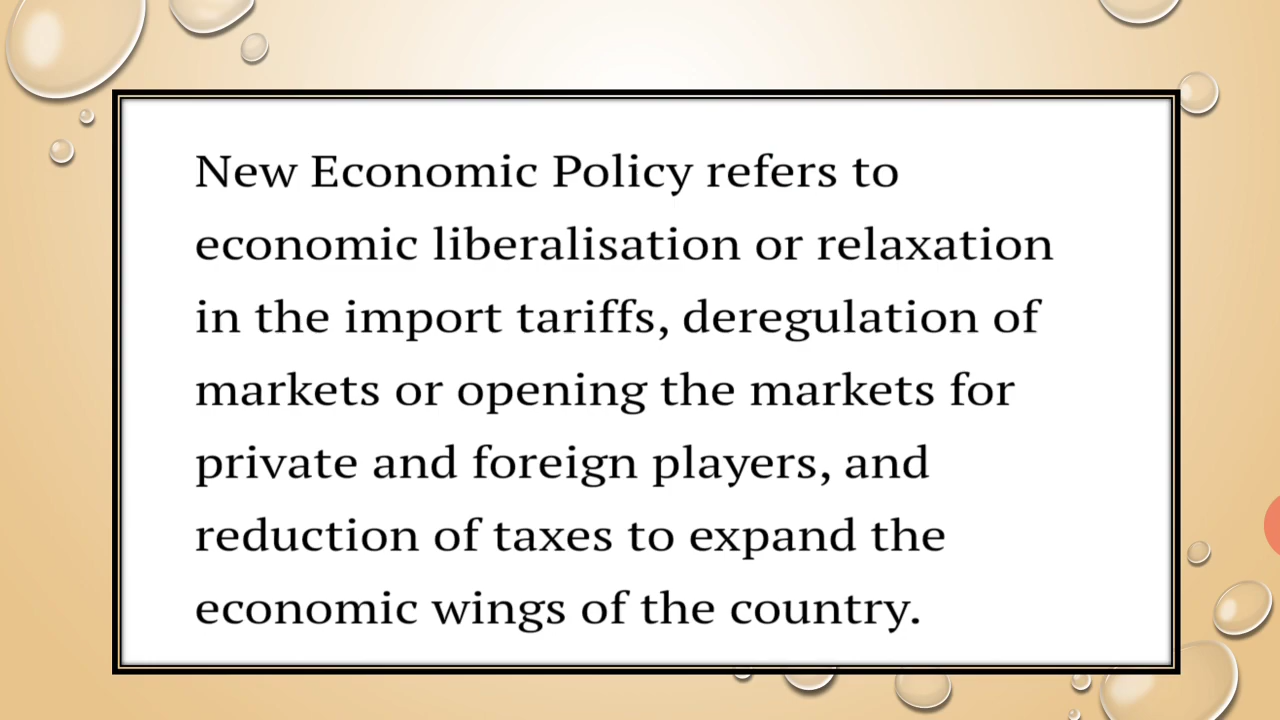 New Economic Policy refers to
economic liberalisation or relaxation
in the import tariffs, deregulation of
markets or opening the markets for
private and foreign players, and
reduction of taxes to expand the
economic wings of the country.